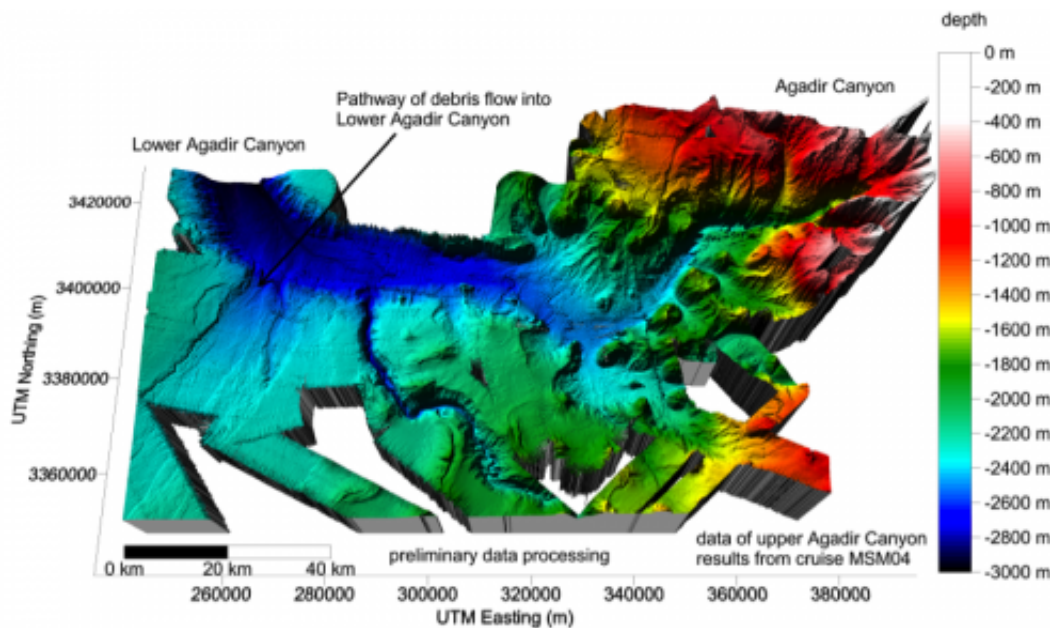 depth
0 m
-200 m
-400 m
-600 m
-800 m
-1000 m
-1200 m
-1400 m
-1600 m
-1800 m
-2000 m
-2200 m
-2400 m
-2600 m
-2800 m
-3000 m
Agadir Canyon
Pathway of debris flow into
Lower Agadir Canyon
Lower Agadir Canyon
3420000
3400000
3380000
3360000
UTM Northing (m)
data of upper Agadir Canyon
results from cruise MSM04
preliminary data processing
0 km
20 km
40 km
260000
280000
300000
320000
340000
360000
380000
UTM Easting (m)